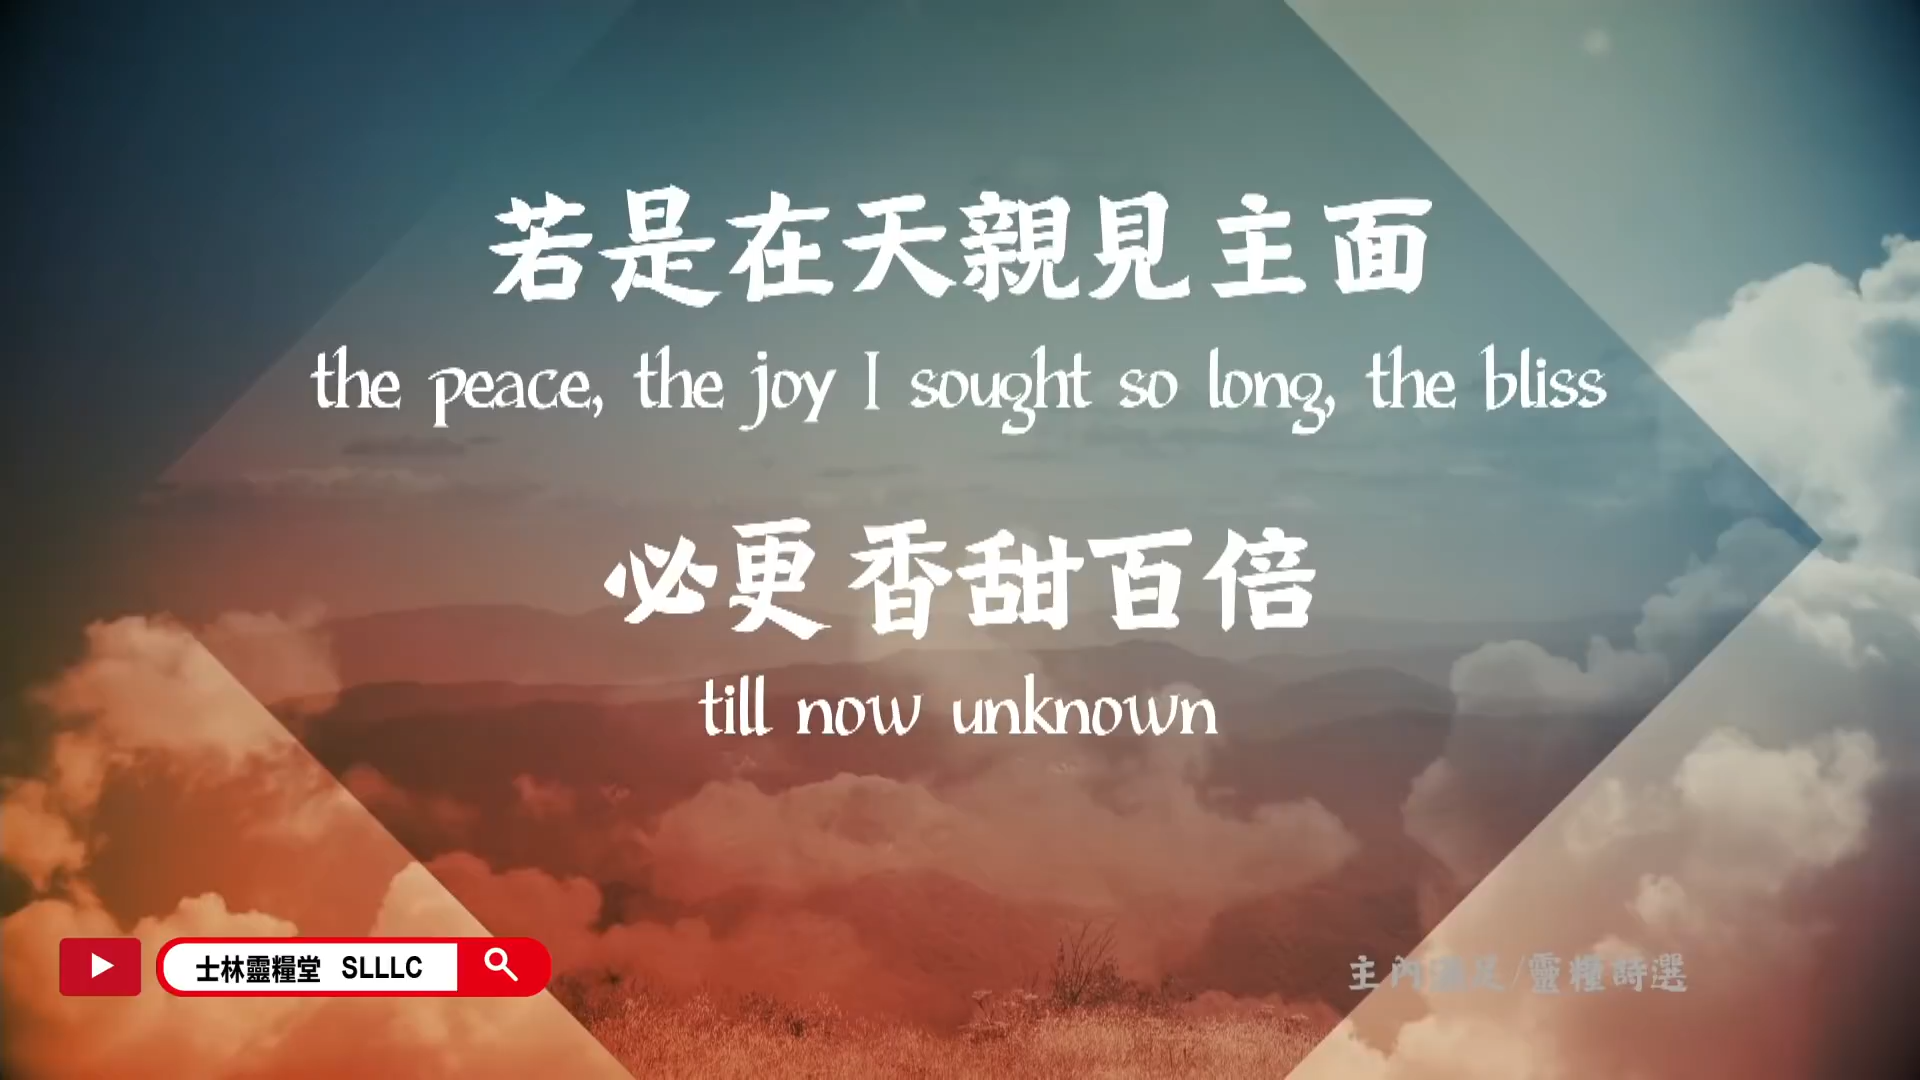 若是在天親見主面
the peace, the joy I sought so long, the bliss
必更香甜百倍
till now unknown
士林靈糧堂 SLLLC
主內滿足/靈糧詩選